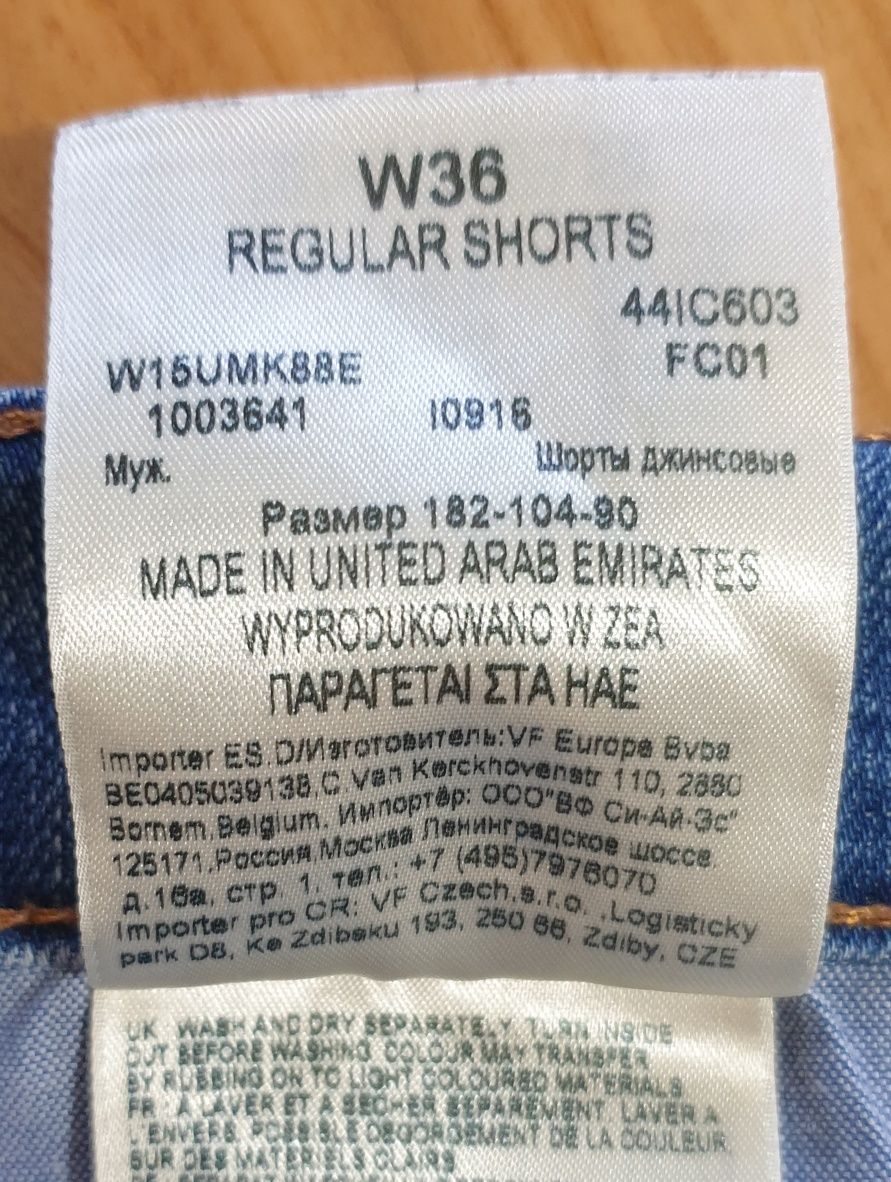 W36
REGULAR SHORTS
44IC603
W15UMK88E FC01
1003641 I0916
Муж. Шорты джинсовые
Размер 182-104-90
MADE IN UNITED ARAB EMIRATES
WYPRODUKOWANO W ZEA
ΠΑΡΑΓΕΤΑΙ ΣΤΑ ΗΑΕ
Importer ES.D/Изготовитель:VF Europe Bvba
BE0405039138,C Van Kerckhovenstr 110, 2880
Bornem,Belgium. Импортёр: ООО"ВФ Си-Ай-Эс"
125171,Россия,Москва Ленинградское шоссе
д.16а, стр. 1, тел.: +7 (495)7976070
Importer pro CR: VF Czech,s.r.o. ,Logisticky
park D8, Ke Zdibsku 193, 250 66, Zdiby, CZE
UK WASH AND DRY SEPARATELY TURN INSIDE
OUT BEFORE WASHING COLOUR MAY TRANSFER
BY RUBBING ON TO LIGHT COLOURED MATERIALS
FR : A LAVER ET A SECHER SEPAREMENT LAVER A
L'ENVERS. POSSIBLE DEGORGEMENT DE LA COULEUR
SUR DES MATERIELS CLAIRS